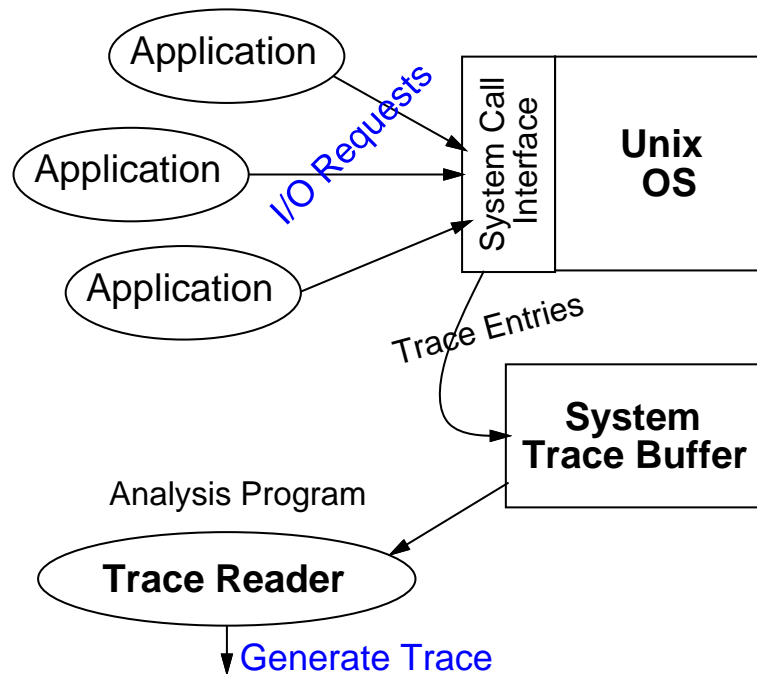 Application
Application
Application
I/O Requests
System Call
Interface
Unix
OS
Trace Entries
System
Trace Buffer
Analysis Program
Trace Reader
Generate Trace